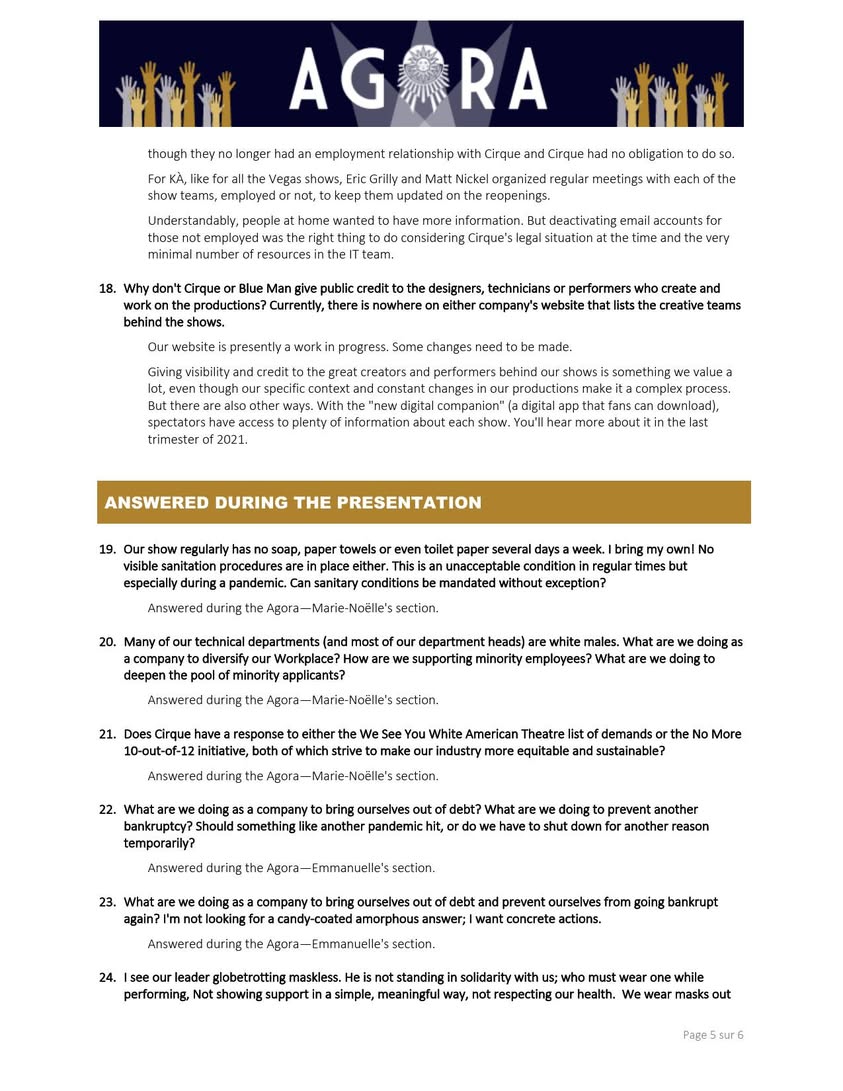 AGORA
though they no longer had an employment relationship with Cirque and Cirque had no obligation to do so.
For KÀ, like for all the Vegas shows, Eric Grilly and Matt Nickel organized regular meetings with each of the
show teams, employed or not, to keep them updated on the reopenings.
Understandably, people at home wanted to have more information. But deactivating email accounts for
those not employed was the right thing to do considering Cirque's legal situation at the time and the very
minimal number of resources in the IT team.
18. Why don't Cirque or Blue Man give public credit to the designers, technicians or performers who create and
work on the productions? Currently, there is nowhere on either company's website that lists the creative teams
behind the shows.
Our website is presently a work in progress. Some changes need to be made.
Giving visibility and credit to the great creators and performers behind our shows is something we value a
lot, even though our specific context and constant changes in our productions make it a complex process.
But there are also other ways. With the "new digital companion" (a digital app that fans can download),
spectators have access to plenty of information about each show. You'll hear more about it in the last
trimester of 2021.
ANSWERED DURING THE PRESENTATION
19. Our show regularly has no soap, paper towels or even toilet paper several days a week. I bring my own! No
visible sanitation procedures are in place either. This is an unacceptable condition in regular times but
especially during a pandemic. Can sanitary conditions be mandated without exception?
Answered during the Agora—Marie-Noëlle's section.
20. Many of our technical departments (and most of our department heads) are white males. What are we doing as
a company to diversify our Workplace? How are we supporting minority employees? What are we doing to
deepen the pool of minority applicants?
Answered during the Agora—Marie-Noëlle's section.
21. Does Cirque have a response to either the We See You White American Theatre list of demands or the No More
10-out-of-12 initiative, both of which strive to make our industry more equitable and sustainable?
Answered during the Agora—Marie-Noëlle's section.
22. What are we doing as a company to bring ourselves out of debt? What are we doing to prevent another
bankruptcy? Should something like another pandemic hit, or do we have to shut down for another reason
temporarily?
Answered during the Agora—Emmanuelle's section.
23. What are we doing as a company to bring ourselves out of debt and prevent ourselves from going bankrupt
again? I'm not looking for a candy-coated amorphous answer; I want concrete actions.
Answered during the Agora—Emmanuelle's section.
24. I see our leader globetrotting maskless. He is not standing in solidarity with us; who must wear one while
performing, Not showing support in a simple, meaningful way, not respecting our health. We wear masks out
Page 5 sur 6